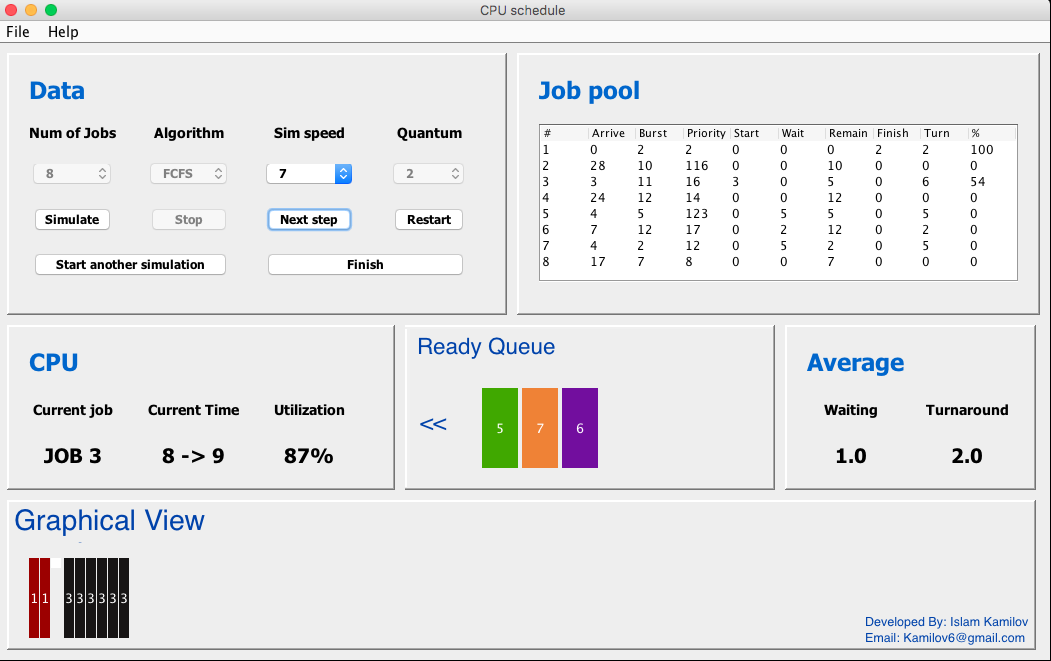 CPU schedule
File Help
Data
Num of Jobs Algorithm Sim speed Quantum
8 FCFS 7 2
Simulate Stop Next step Restart
Start another simulation Finish
Job pool
# Arrive Burst Priority Start Wait Remain Finish Turn %
1 0 2 2 0 0 0 2 2 100
2 28 10 116 0 0 10 0 0 0
3 3 11 16 3 0 5 0 6 54
4 24 12 14 0 0 12 0 0 0
5 4 5 123 0 5 5 0 5 0
6 7 12 17 0 2 12 0 2 0
7 4 2 12 0 5 2 0 5 0
8 17 7 8 0 0 7 0 0 0
CPU
Current job Current Time Utilization
JOB 3 8 -> 9 87%
Ready Queue
<< 5 7 6
Average
Waiting Turnaround
1.0 2.0
Graphical View
1 1 3 3 3 3 3 3
Developed By: Islam Kamilov
Email: Kamilov6@gmail.com